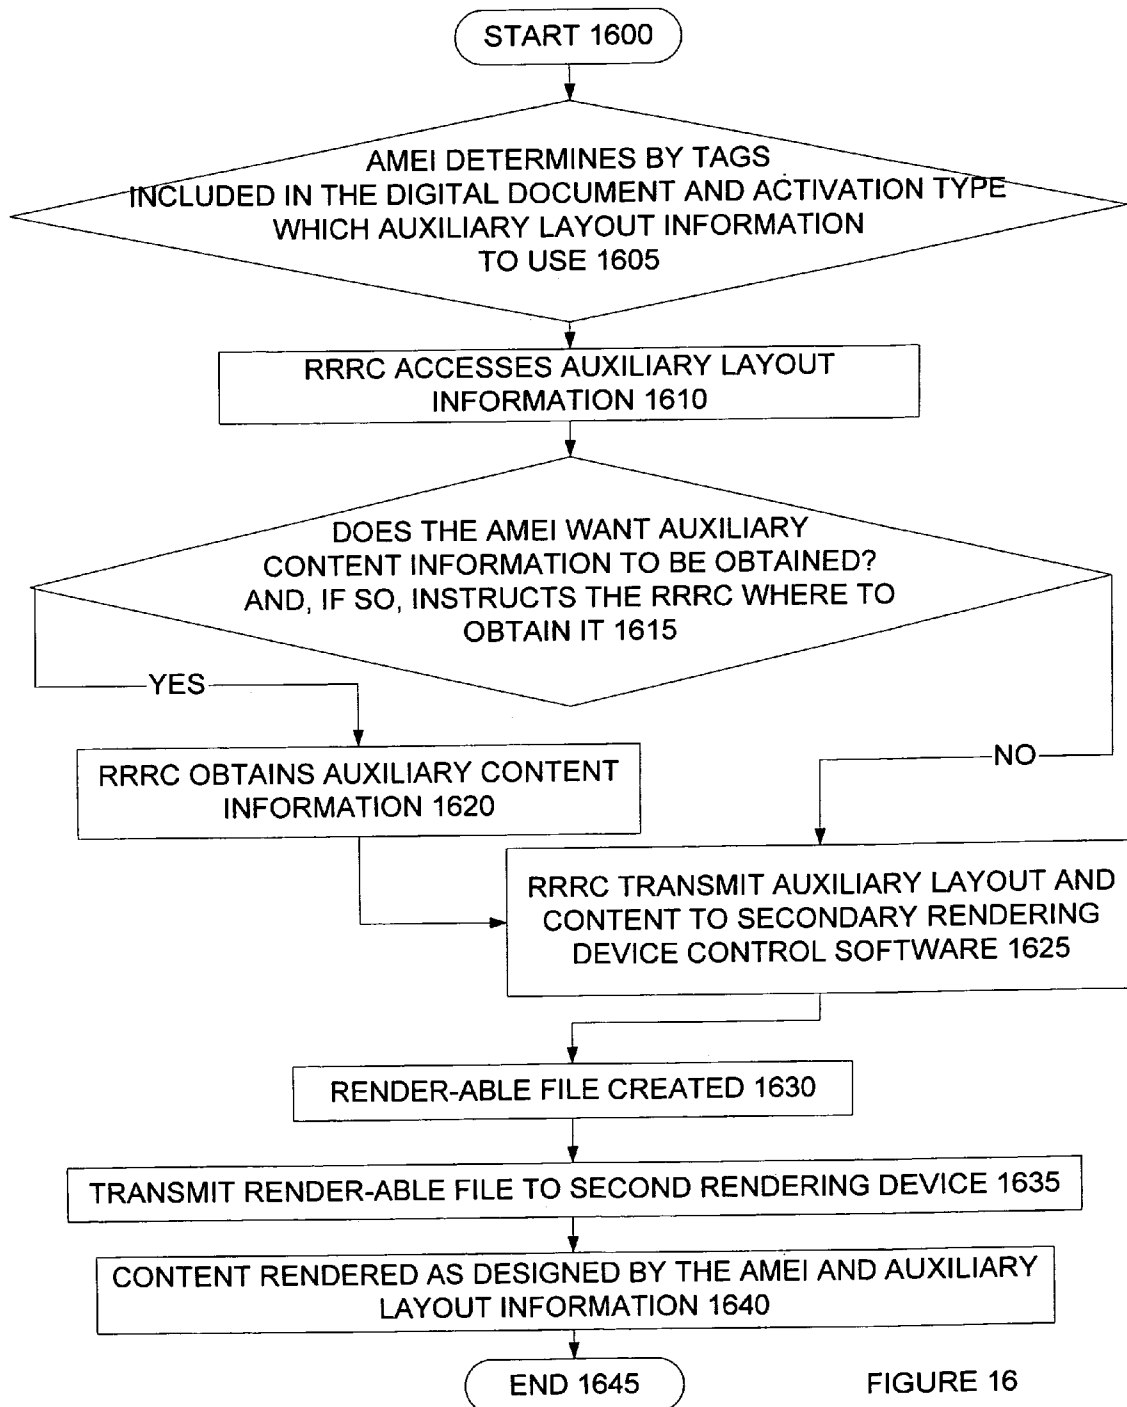 START 1600
AMEI DETERMINES BY TAGS
INCLUDED IN THE DIGITAL DOCUMENT AND ACTIVATION TYPE
WHICH AUXILIARY LAYOUT INFORMATION
TO USE 1605
RRRC ACCESSES AUXILIARY LAYOUT
INFORMATION 1610
DOES THE AMEI WANT AUXILIARY
CONTENT INFORMATION TO BE OBTAINED?
AND, IF SO, INSTRUCTS THE RRRC WHERE TO
OBTAIN IT 1615
YES
NO
RRRC OBTAINS AUXILIARY CONTENT
INFORMATION 1620
RRRC TRANSMIT AUXILIARY LAYOUT AND
CONTENT TO SECONDARY RENDERING
DEVICE CONTROL SOFTWARE 1625
RENDER-ABLE FILE CREATED 1630
TRANSMIT RENDER-ABLE FILE TO SECOND RENDERING DEVICE 1635
CONTENT RENDERED AS DESIGNED BY THE AMEI AND AUXILIARY
LAYOUT INFORMATION 1640
END 1645
FIGURE 16